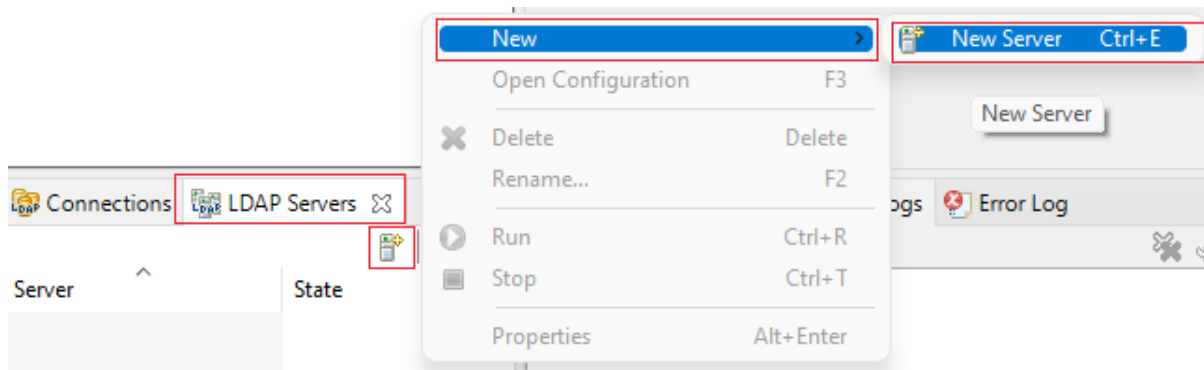 New
New Server Ctrl+E
Open Configuration F3
New Server
Delete Delete
Rename... F2
Connections
LDAP Servers
Error Log
Run Ctrl+R
Stop Ctrl+T
Server
State
Properties Alt+Enter